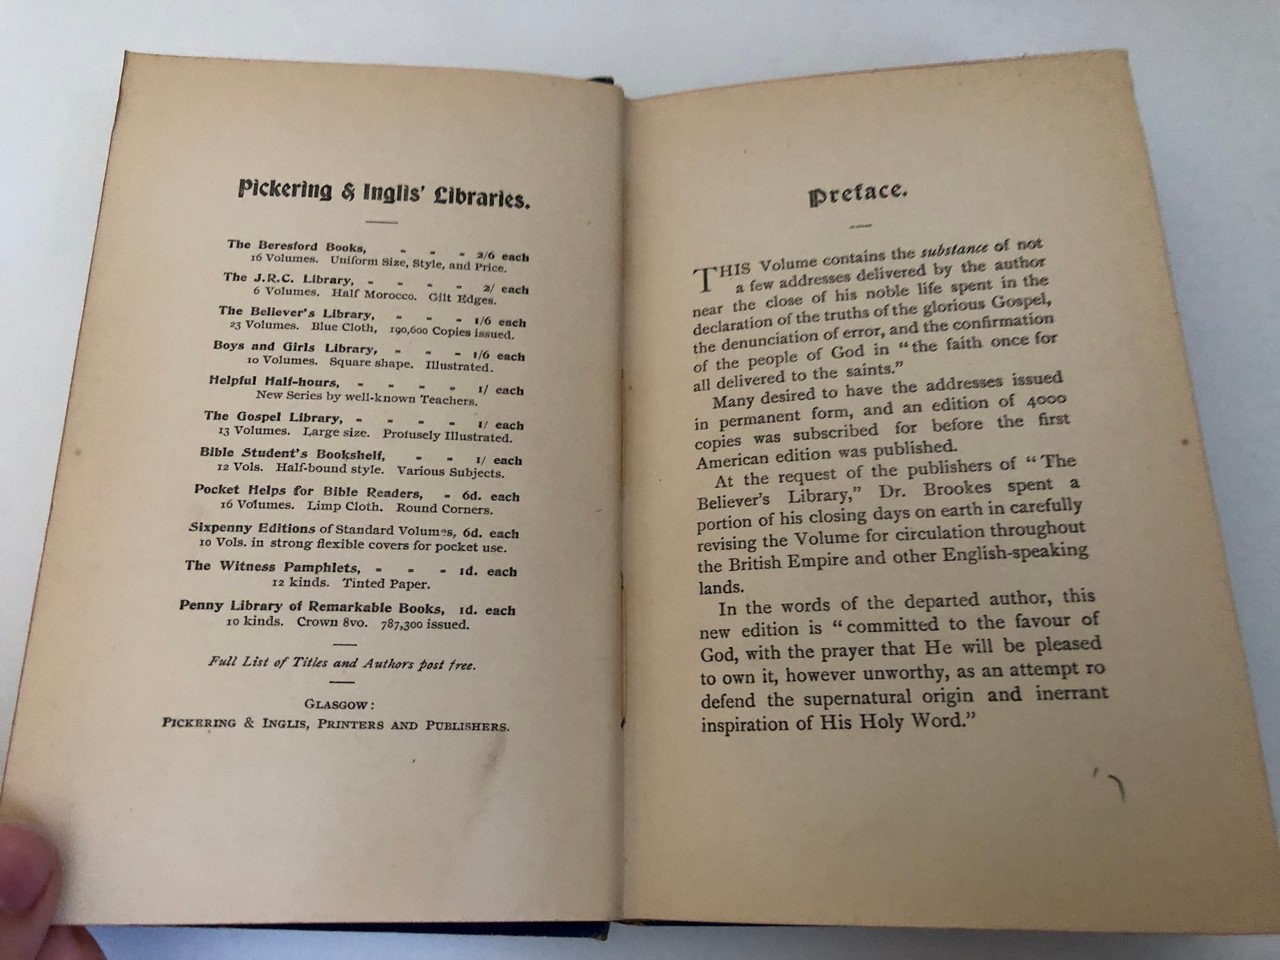 Pickering & Inglis' Libraries.
The Beresford Books, - - - 2/6 each
16 Volumes. Uniform Size, Style, and Price.
The J.R.C. Library, - - - - 2/ each
6 Volumes. Half Morocco. Gilt Edges.
The Believer's Library, - - - 1/6 each
23 Volumes. Blue Cloth, 190,600 Copies issued.
Boys and Girls Library, - - - 1/6 each
10 Volumes. Square shape. Illustrated.
Helpful Half-hours, - - - - 1/ each
New Series by well-known Teachers.
The Gospel Library, - - - - 1/ each
13 Volumes. Large size. Profusely Illustrated.
Bible Student's Bookshelf, - - 1/ each
12 Vols. Half-bound style. Various Subjects.
Pocket Helps for Bible Readers, - 6d. each
16 Volumes. Limp Cloth. Round Corners.
Sixpenny Editions of Standard Volumes, 6d. each
10 Vols. in strong flexible covers for pocket use.
The Witness Pamphlets, - - - 1d. each
12 kinds. Tinted Paper.
Penny Library of Remarkable Books, 1d. each
10 kinds. Crown 8vo. 787,300 issued.
Full List of Titles and Authors post free.
Glasgow:
Pickering & Inglis, Printers and Publishers.
Preface.
THIS Volume contains the substance of not
a few addresses delivered by the author
near the close of his noble life spent in the
declaration of the truths of the glorious Gospel,
the denunciation of error, and the confirmation
of the people of God in "the faith once for
all delivered to the saints."
Many desired to have the addresses issued
in permanent form, and an edition of 4000
copies was subscribed for before the first
American edition was published.
At the request of the publishers of "The
Believer's Library," Dr. Brookes spent a
portion of his closing days on earth in carefully
revising the Volume for circulation throughout
the British Empire and other English-speaking
lands.
In the words of the departed author, this
new edition is "committed to the favour of
God, with the prayer that He will be pleased
to own it, however unworthy, as an attempt to
defend the supernatural origin and inerrant
inspiration of His Holy Word."